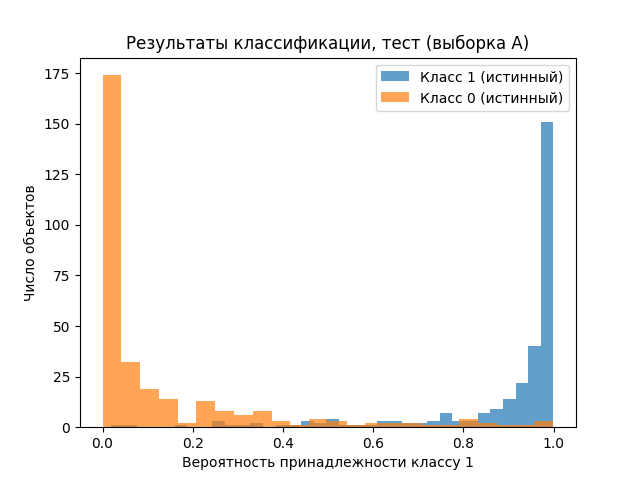 Результаты классификации, тест (выборка A)
Класс 1 (истинный)
Класс 0 (истинный)
Число объектов
175
150
125
100
75
50
25
0
0.0 0.2 0.4 0.6 0.8 1.0
Вероятность принадлежности классу 1